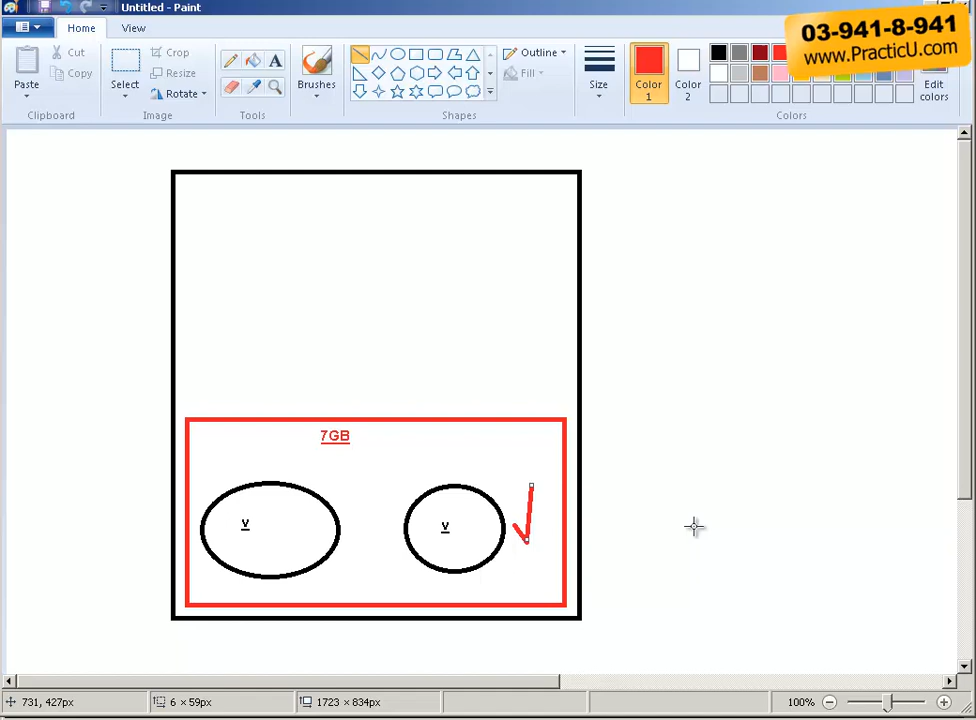 Untitled - Paint
Home
View
Paste
Cut
Copy
Clipboard
Select
Crop
Resize
Rotate
Image
Tools
Brushes
Shapes
Outline
Fill
Size
Color 1
Color 2
Edit colors
Colors
03-941-8-941
www.PracticU.com
7GB
v
v
731, 427px
6 × 59px
1723 × 834px
100%